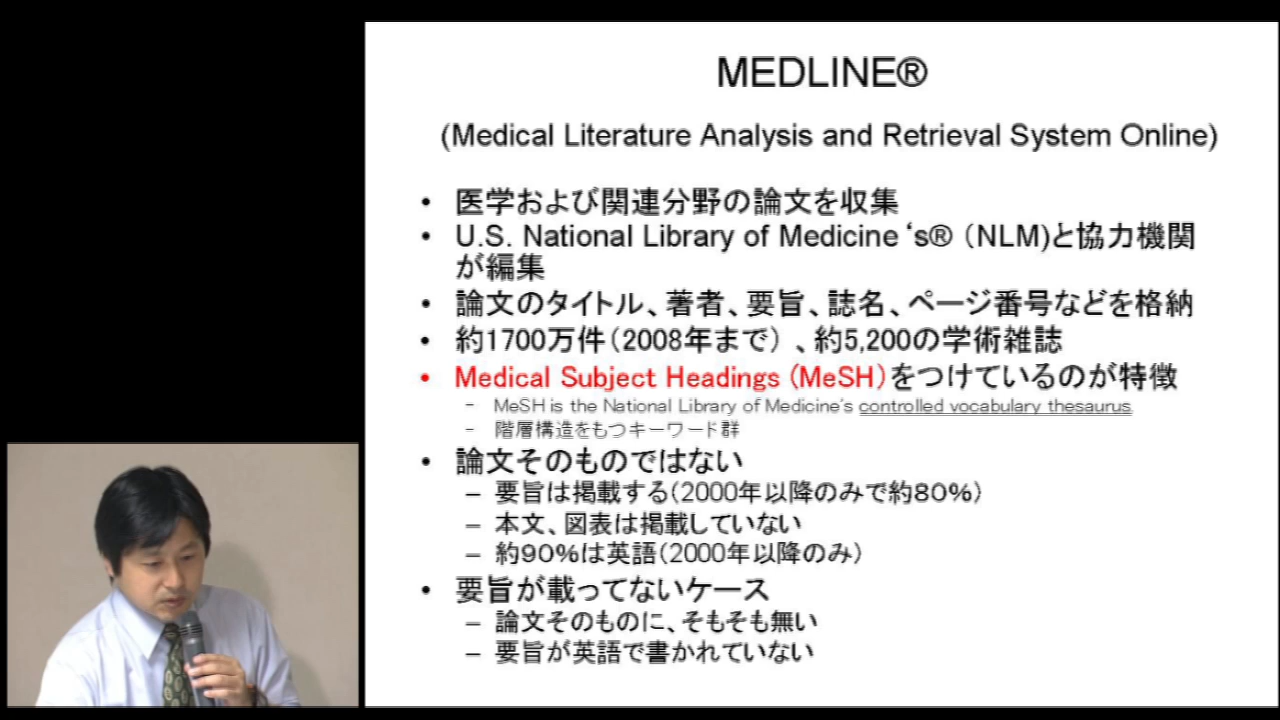 MEDLINE®
(Medical Literature Analysis and Retrieval System Online)
• 医学および関連分野の論文を収集
• U.S. National Library of Medicine ‘s® （NLM)と協力機関
が編集
• 論文のタイトル、著者、要旨、誌名、ページ番号などを格納
• 約1700万件（2008年まで）、約5,200の学術雑誌
• Medical Subject Headings (MeSH）をつけているのが特徴
– MeSH is the National Library of Medicine's controlled vocabulary thesaurus.
– 階層構造をもつキーワード群
• 論文そのものではない
– 要旨は掲載する（2000年以降のみで約80％）
– 本文、図表は掲載していない
– 約90％は英語（2000年以降のみ）
• 要旨が載ってないケース
– 論文そのものに、そもそも無い
– 要旨が英語で書かれていない